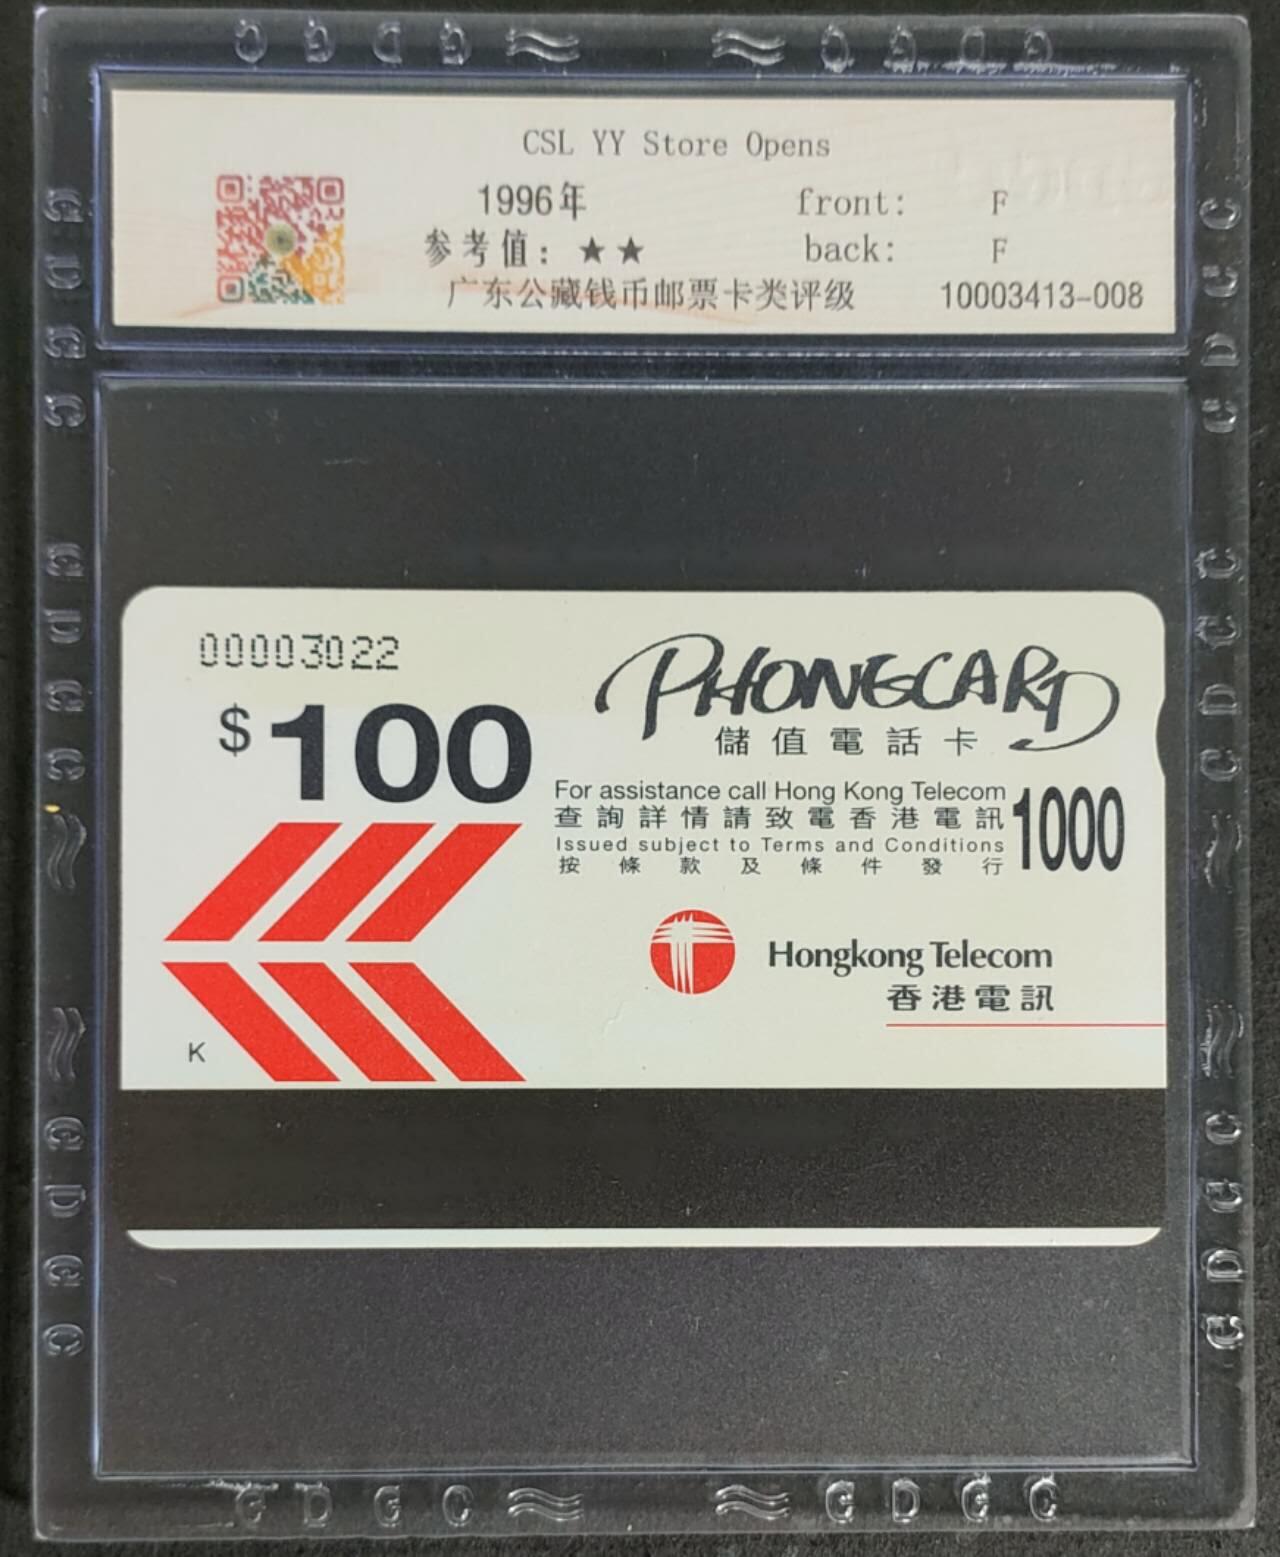 CSL YY Store Opens
1996年
front: F
参考值：★★
back: F
广东公藏钱币邮票卡类评级
10003413-008
00003022
$100
PHONECARD
儲值電話卡
For assistance call Hong Kong Telecom
查詢詳情請致電香港電訊
1000
Issued subject to Terms and Conditions
按條款及條件發行
Hongkong Telecom
香港電訊
K